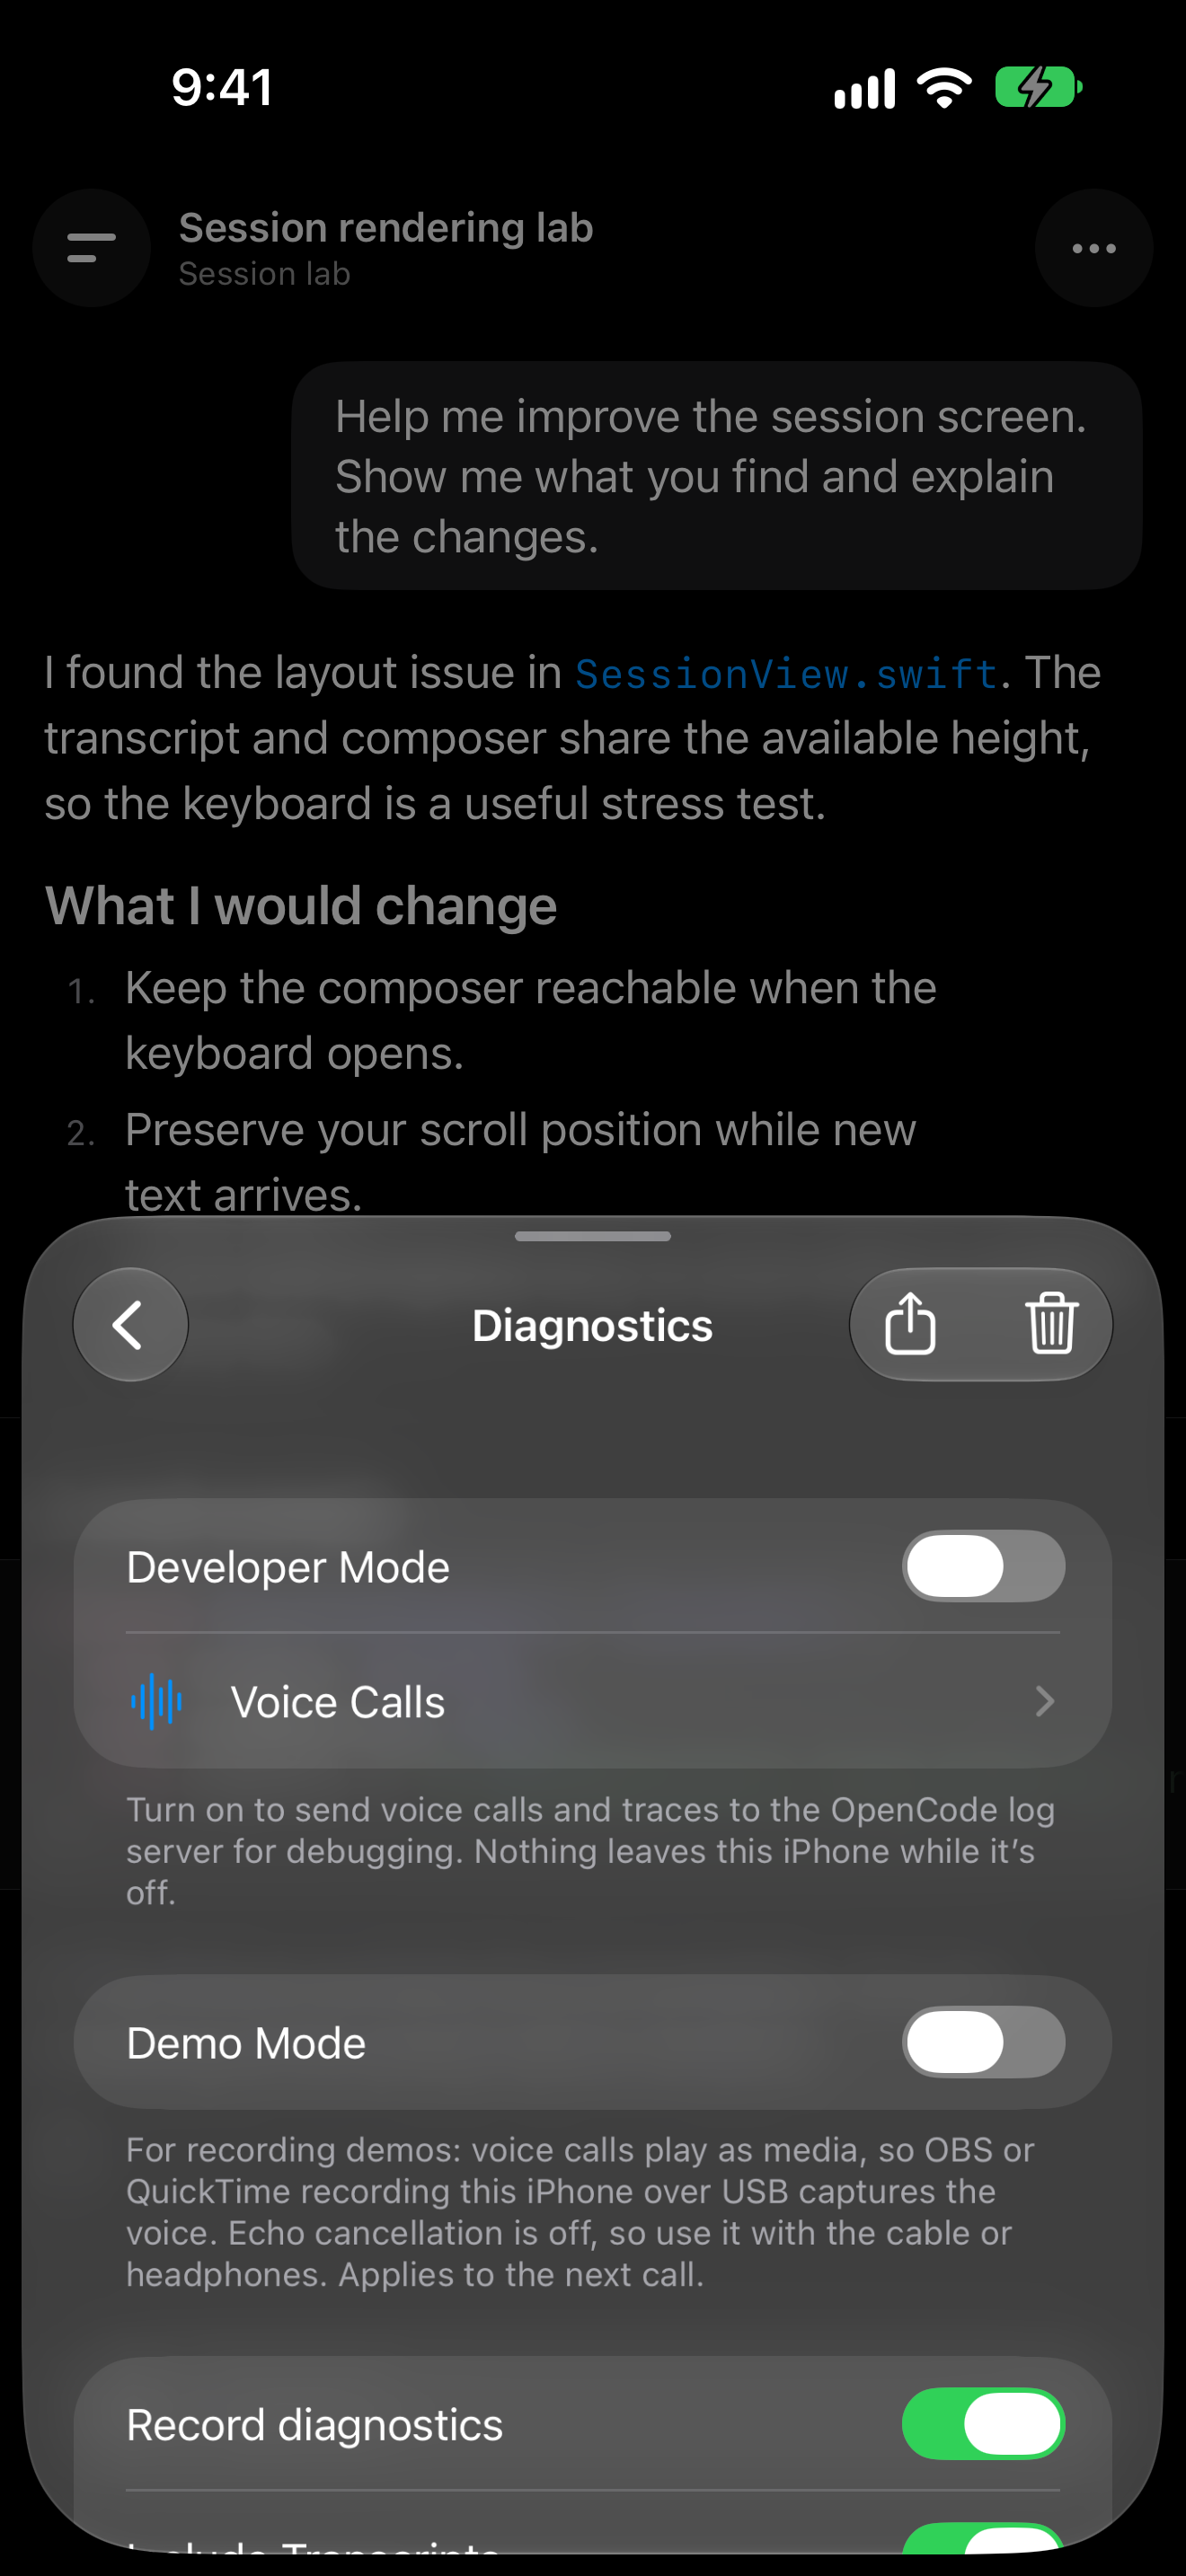 9:41
Session rendering lab
Session lab
Help me improve the session screen.
Show me what you find and explain
the changes.
I found the layout issue in SessionView.swift. The
transcript and composer share the available height,
so the keyboard is a useful stress test.
What I would change
1. Keep the composer reachable when the
keyboard opens.
2. Preserve your scroll position while new
text arrives.
Diagnostics
Developer Mode
Voice Calls
Turn on to send voice calls and traces to the OpenCode log
server for debugging. Nothing leaves this iPhone while it’s
off.
Demo Mode
For recording demos: voice calls play as media, so OBS or
QuickTime recording this iPhone over USB captures the
voice. Echo cancellation is off, so use it with the cable or
headphones. Applies to the next call.
Record diagnostics
Include Transcripts